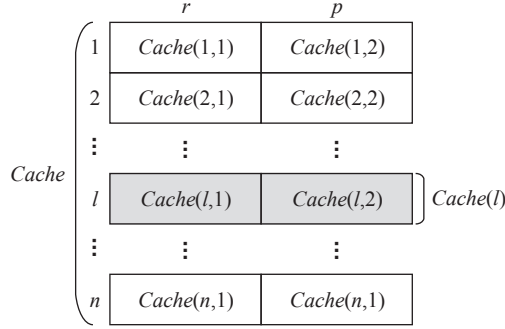 r p
1 Cache(1,1) Cache(1,2)
2 Cache(2,1) Cache(2,2)
⋮ ⋮ ⋮
Cache l Cache(l,1) Cache(l,2) Cache(l)
⋮ ⋮ ⋮
n Cache(n,1) Cache(n,1)